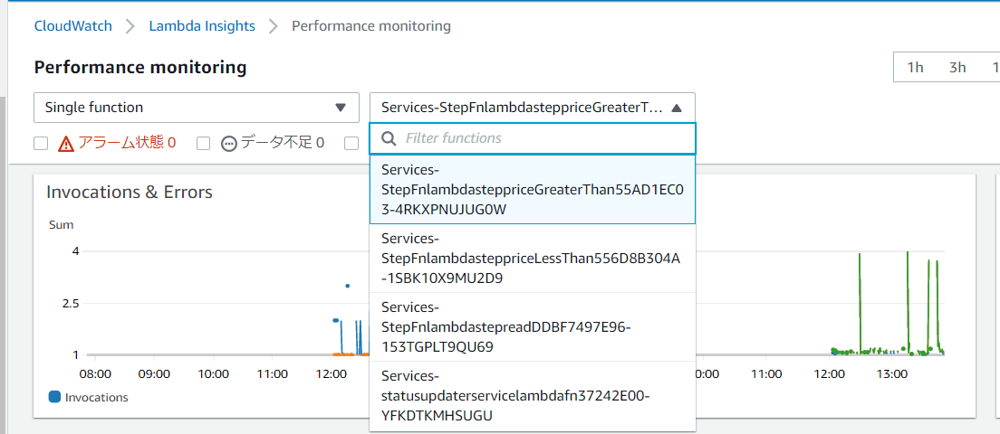 CloudWatch > Lambda Insights > Performance monitoring
Performance monitoring
1h 3h
Single function
Services-StepFnlambdasteppriceGreaterT...
アラーム状態 0 データ不足 0
Filter functions
Services-
StepFnlambdasteppriceGreaterThan55AD1EC0
3-4RKXPNUJUG0W
Services-
StepFnlambdasteppriceLessThan556D8B304A
-1SBK10X9MU2D9
Services-
StepFnlambdastepreadDDBF7497E96-
153TGPLT9QU69
Services-
statusupdaterservicelambdafn37242E00-
YFKDTKMHSUGU
Invocations & Errors
Sum
4
2.5
1
08:00 09:00 10:00 11:00 12:00
Invocations
:00 11:00 12:00 13:00